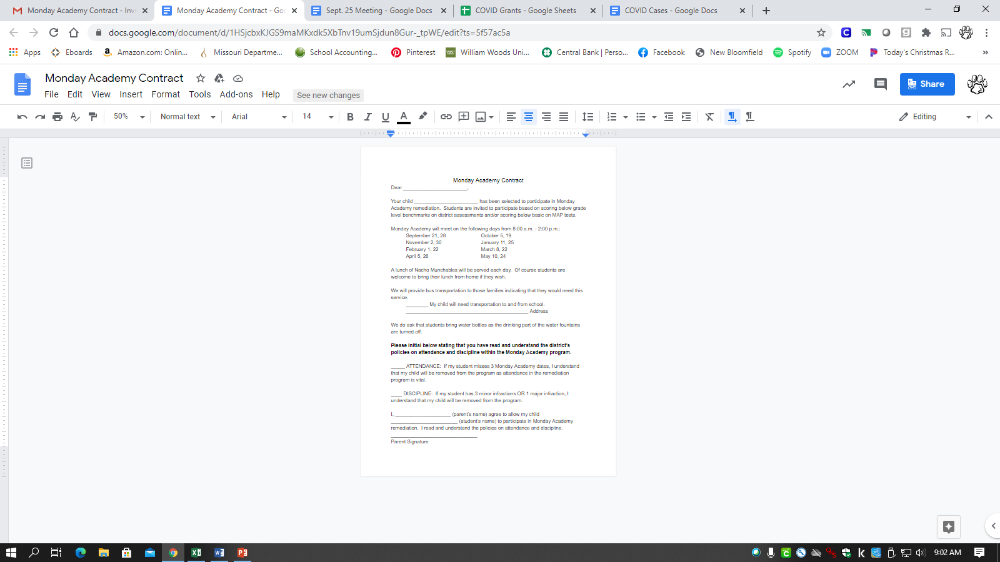 Monday Academy Contract - Invi
Monday Academy Contract - Goo
Sept. 25 Meeting - Google Docs
COVID Grants - Google Sheets
COVID Cases - Google Docs
docs.google.com/document/d/1HSjcbxKJGS9maMKxdk5XbTnv19umSjdun8Gur-_tpWE/edit?ts=5f57ac5a
Apps
Eboards
Amazon.com: Onlin...
Missouri Departme...
School Accounting...
Pinterest
William Woods Uni...
Central Bank | Perso...
Facebook
New Bloomfield
Spotify
ZOOM
Today's Christmas R...
Monday Academy Contract
File Edit View Insert Format Tools Add-ons Help See new changes
Share
50% Normal text Arial 14 B I U A Editing
Monday Academy Contract
Dear _______________________,
Your child _______________________ has been selected to participate in Monday
Academy remediation. Students are invited to participate based on scoring below grade
level benchmarks on district assessments and/or scoring below basic on MAP tests.
Monday Academy will meet on the following days from 8:00 a.m. - 2:00 p.m.:
September 21, 28 October 5, 19
November 2, 30 January 11, 25
February 1, 22 March 8, 22
April 5, 26 May 10, 24
A lunch of Nacho Munchables will be served each day. Of course students are
welcome to bring their lunch from home if they wish.
We will provide bus transportation to those families indicating that they would need this
service.
________ My child will need transportation to and from school.
____________________________________________ Address
We do ask that students bring water bottles as the drinking part of the water fountains
are turned off.
Please initial below stating that you have read and understand the district's
policies on attendance and discipline within the Monday Academy program.
_____ ATTENDANCE: If my student misses 3 Monday Academy dates, I understand
that my child will be removed from the program as attendance in the remediation
program is vital.
____ DISCIPLINE: If my student has 3 minor infractions OR 1 major infraction, I
understand that my child will be removed from the program.
I, ____________________ (parent's name) agree to allow my child
________________________ (student's name) to participate in Monday Academy
remediation. I read and understand the policies on attendance and discipline.
_______________________________
Parent Signature
9:02 AM